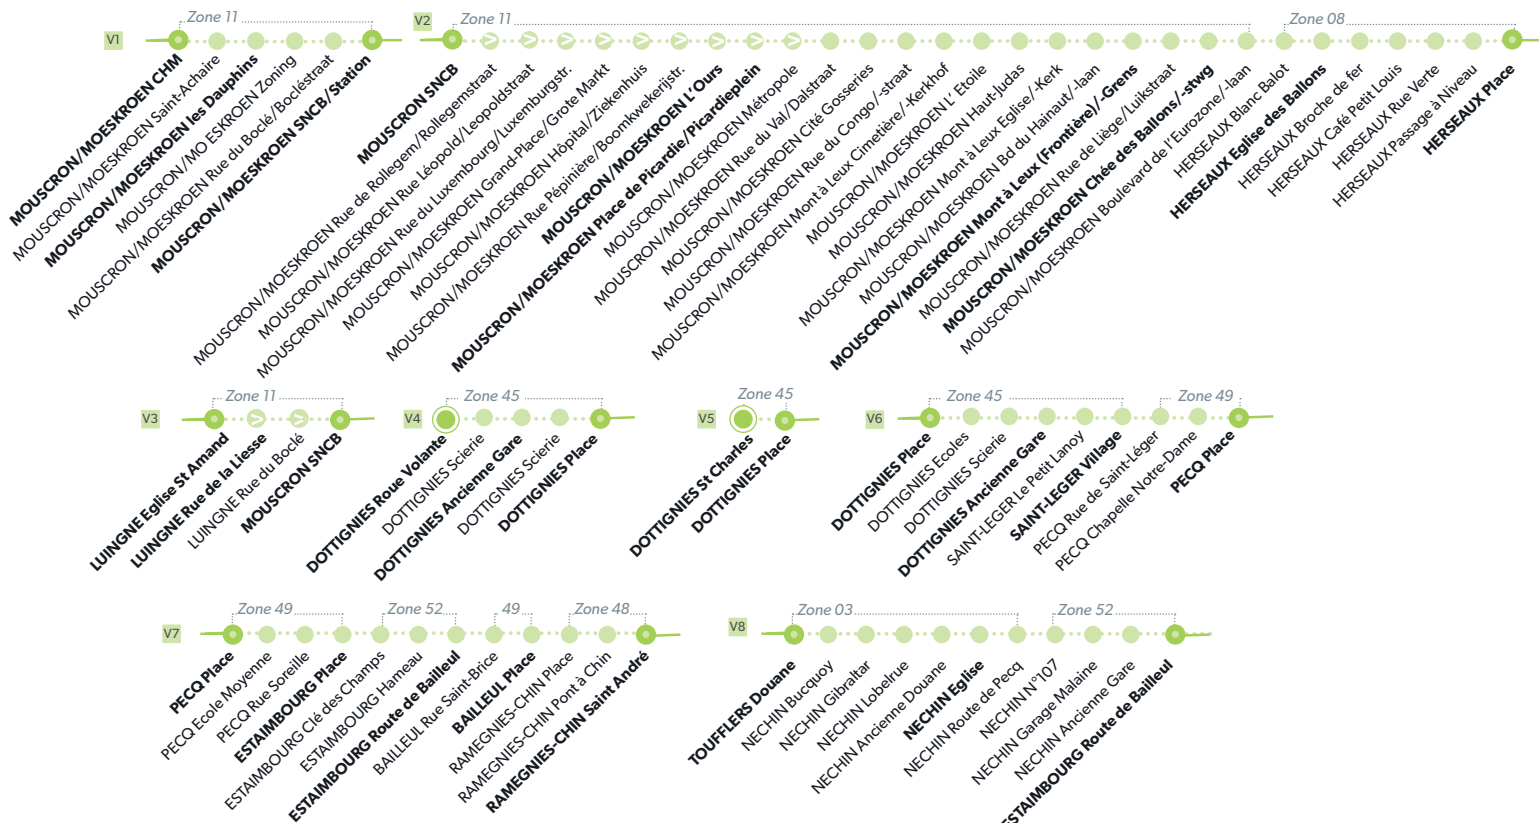 V1
Zone 11
MOUSCRON/MOESKROEN CHM
MOUSCRON/MOESKROEN Saint-Achaire
MOUSCRON/MOESKROEN les Dauphins
MOUSCRON/MO ESKROEN Zoning
MOUSCRON/MOESKROEN Rue du Boclé/Bocléstraat
MOUSCRON/MOESKROEN SNCB/Station
V2
Zone 11
Zone 08
MOUSCRON SNCB
MOUSCRON/MOESKROEN Rue de Rollegem/Rollegemstraat
MOUSCRON/MOESKROEN Rue Léopold/Leopoldstraat
MOUSCRON/MOESKROEN Rue du Luxembourg/Luxemburgstr.
MOUSCRON/MOESKROEN Grand-Place/Grote Markt
MOUSCRON/MOESKROEN Hôpital/Ziekenhuis
MOUSCRON/MOESKROEN Rue Pépinière/Boomkwekerijstr.
MOUSCRON/MOESKROEN L'Ours
MOUSCRON/MOESKROEN Place de Picardie/Picardieplein
MOUSCRON/MOESKROEN Métropole
MOUSCRON/MOESKROEN Rue du Val/Dalstraat
MOUSCRON/MOESKROEN Cité Gosseries
MOUSCRON/MOESKROEN Rue du Congo/-straat
MOUSCRON/MOESKROEN Mont à Leux Cimetière/-Kerkhof
MOUSCRON/MOESKROEN L' Etoile
MOUSCRON/MOESKROEN Haut-Judas
MOUSCRON/MOESKROEN Mont à Leux Eglise/-Kerk
MOUSCRON/MOESKROEN Bd du Hainaut/-laan
MOUSCRON/MOESKROEN Mont à Leux (Frontière)/-Grens
MOUSCRON/MOESKROEN Rue de Liège/Luikstraat
MOUSCRON/MOESKROEN Chée des Ballons/-stwg
MOUSCRON/MOESKROEN Boulevard de l'Eurozone/-laan
HERSEAUX Blanc Balot
HERSEAUX Eglise des Ballons
HERSEAUX Broche de fer
HERSEAUX Café Petit Louis
HERSEAUX Rue Verte
HERSEAUX Passage à Niveau
HERSEAUX Place
V3
Zone 11
LUINGNE Eglise St Amand
LUINGNE Rue de la Liesse
LUINGNE Rue du Boclé
MOUSCRON SNCB
V4
Zone 45
DOTTIGNIES Roue Volante
DOTTIGNIES Scierie
DOTTIGNIES Ancienne Gare
DOTTIGNIES Scierie
DOTTIGNIES Place
V5
Zone 45
DOTTIGNIES St Charles
DOTTIGNIES Place
V6
Zone 45
Zone 49
DOTTIGNIES Place
DOTTIGNIES Ecoles
DOTTIGNIES Scierie
DOTTIGNIES Ancienne Gare
SAINT-LEGER Le Petit Lanoy
SAINT-LEGER Village
PECQ Rue de Saint-Léger
PECQ Chapelle Notre-Dame
PECQ Place
V7
Zone 49
Zone 52
49
Zone 48
PECQ Place
PECQ Ecole Moyenne
PECQ Rue Soreille
ESTAIMBOURG Place
ESTAIMBOURG Clé des Champs
ESTAIMBOURG Hameau
ESTAIMBOURG Route de Bailleul
BAILLEUL Rue Saint-Brice
BAILLEUL Place
RAMEGNIES-CHIN Place
RAMEGNIES-CHIN Pont à Chin
RAMEGNIES-CHIN Saint André
V8
Zone 03
Zone 52
TOUFFLERS Douane
NECHIN Bucquoy
NECHIN Gibraltar
NECHIN Lobelrue
NECHIN Ancienne Douane
NECHIN Eglise
NECHIN Route de Pecq
NECHIN N°107
NECHIN Garage Malaine
NECHIN Ancienne Gare
ESTAIMBOURG Route de Bailleul